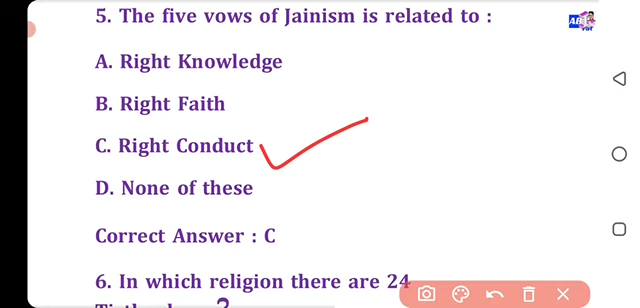 5. The five vows of Jainism is related to :
A. Right Knowledge
B. Right Faith
C. Right Conduct
D. None of these
Correct Answer : C
6. In which religion there are 24